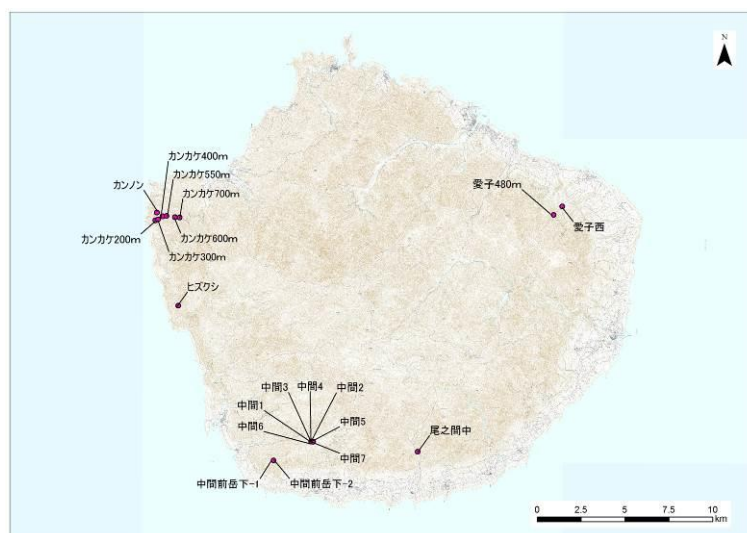 N
カンカケ400m
カンノン
カンカケ550m
カンカケ700m
カンカケ200m
カンカケ600m
カンカケ300m
愛子480m
愛子西
ヒズクシ
中間4
中間3
中間2
中間1
中間5
中間6
尾之間中
中間7
中間前岳下-1
中間前岳下-2
0 2.5 5 7.5 10
km